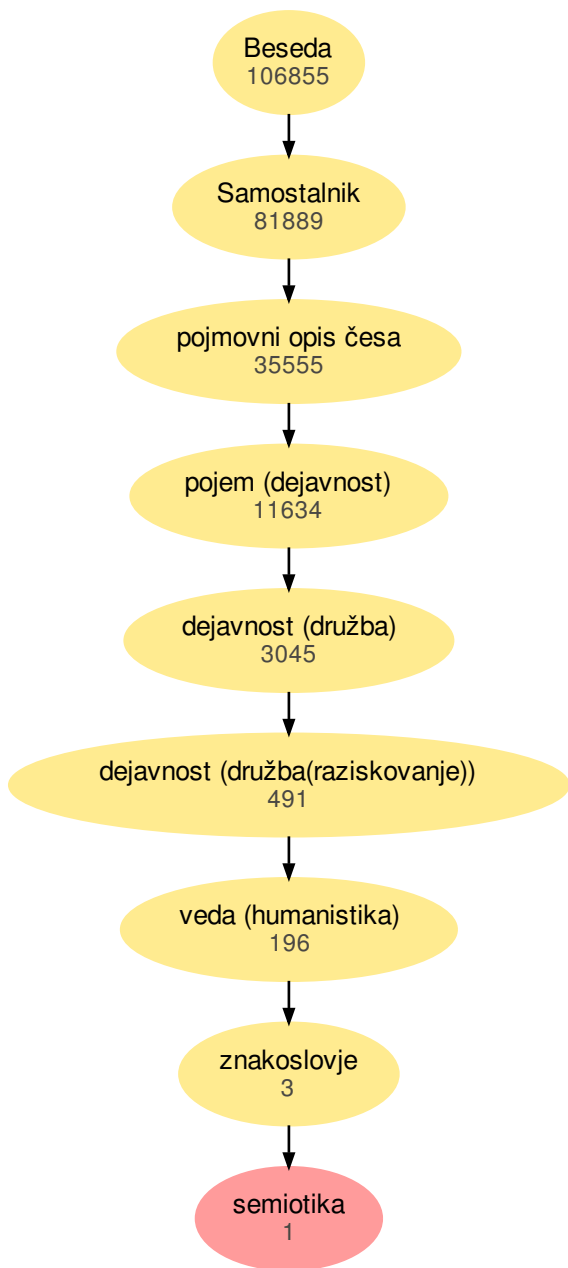 Beseda
106855
Samostalnik
81889
pojmovni opis česa
35555
pojem (dejavnost)
11634
dejavnost (družba)
3045
dejavnost (družba(raziskovanje))
491
veda (humanistika)
196
znakoslovje
3
semiotika
1